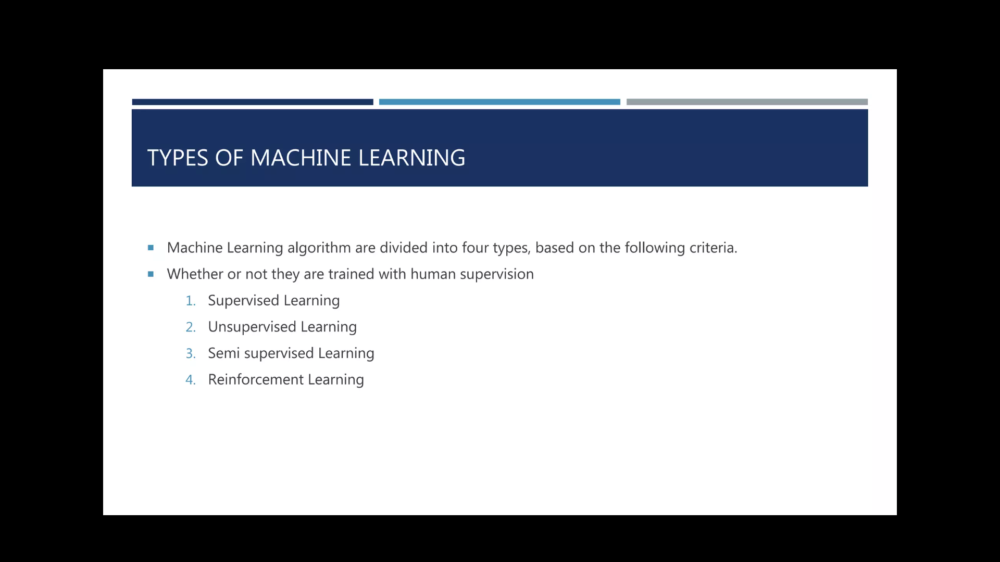 TYPES OF MACHINE LEARNING
▪ Machine Learning algorithm are divided into four types, based on the following criteria.
▪ Whether or not they are trained with human supervision
1. Supervised Learning
2. Unsupervised Learning
3. Semi supervised Learning
4. Reinforcement Learning